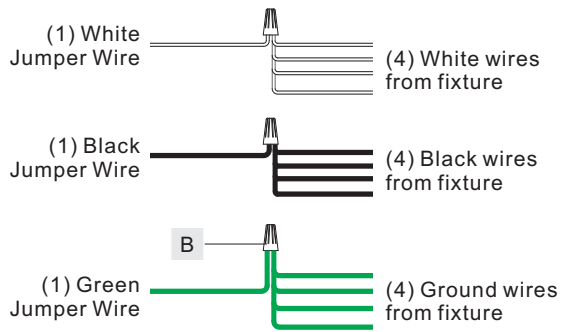 (1) White
Jumper Wire
(4) White wires
from fixture
(1) Black
Jumper Wire
(4) Black wires
from fixture
B
(1) Green
Jumper Wire
(4) Ground wires
from fixture